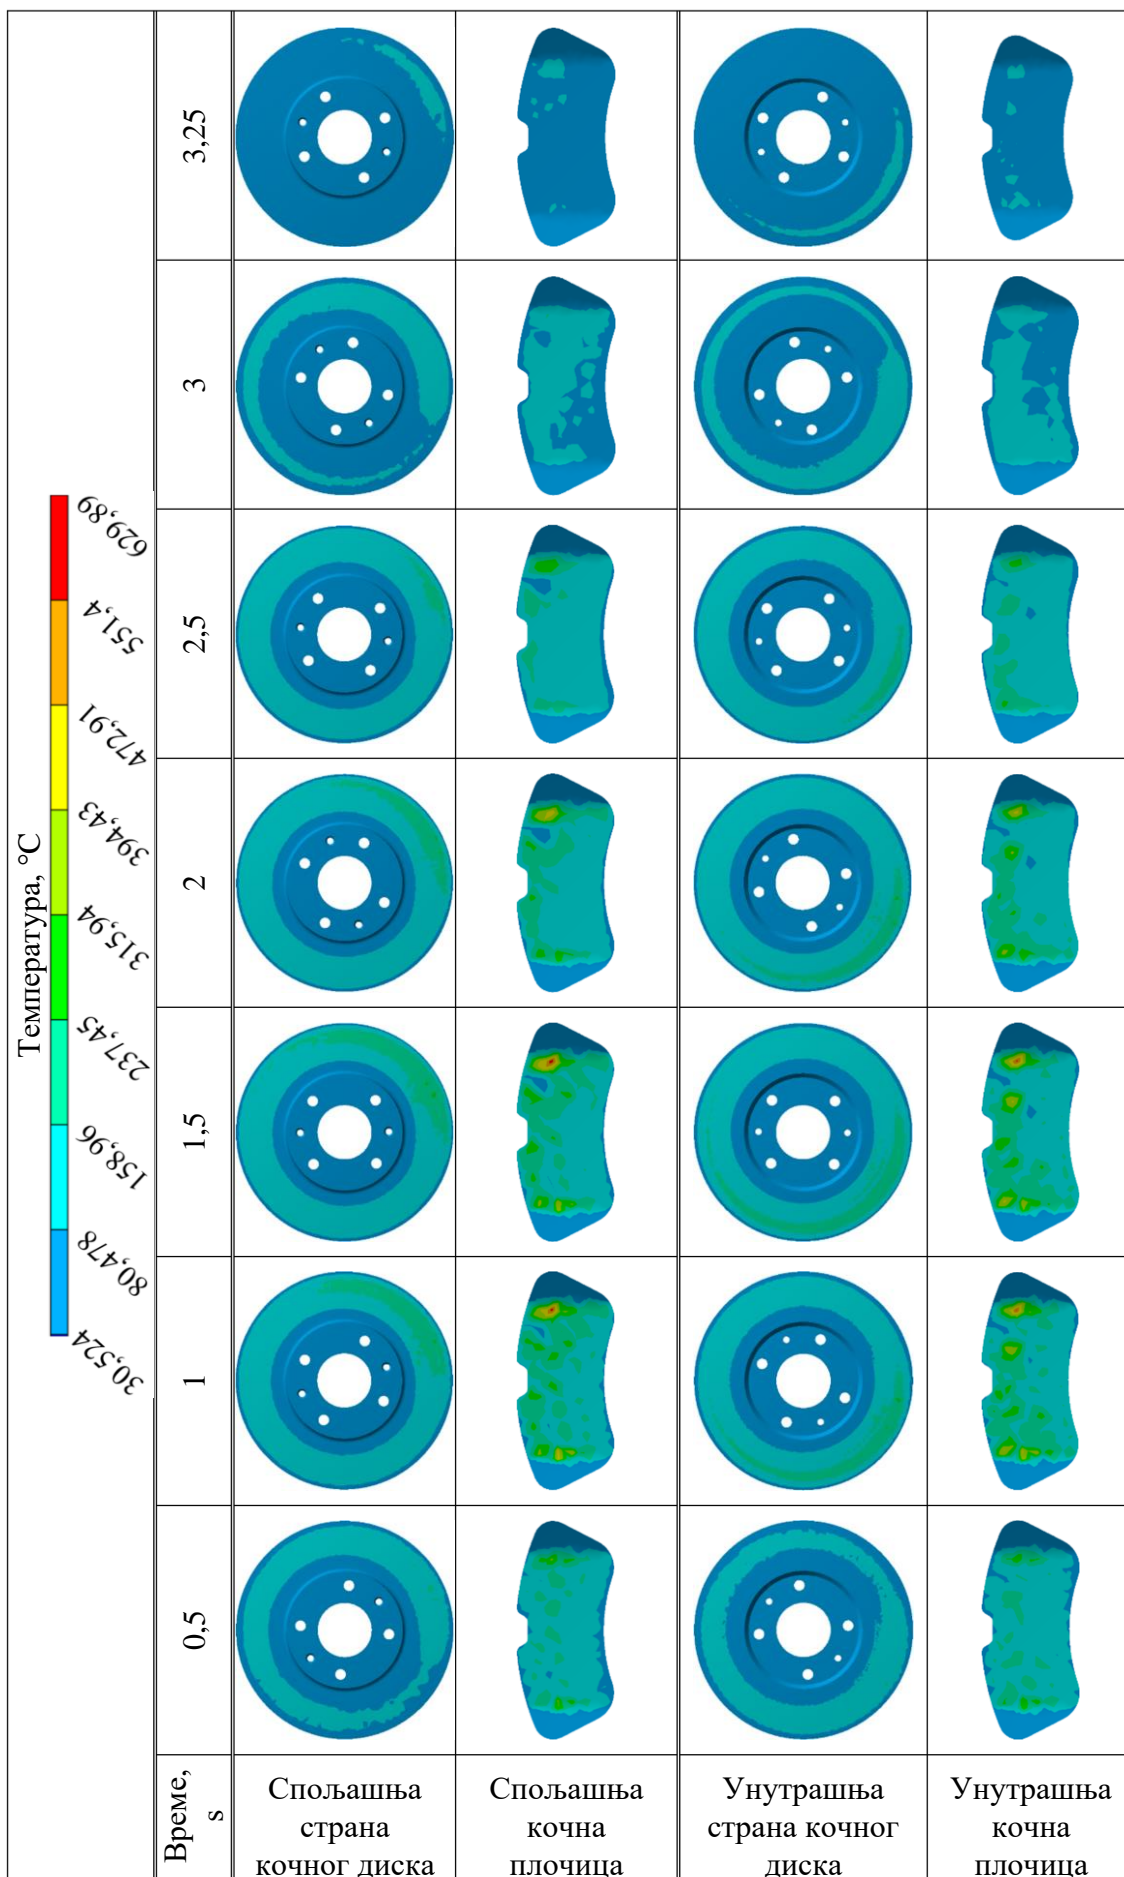 Температура, °C
629,89
551,4
472,91
394,43
315,94
237,45
158,96
80,478
30,524
3,25
3
2,5
2
1,5
1
0,5
Време,
s
Спољашња
страна
кочног диска
Спољашња
кочна
плочица
Унутрашња
страна кочног
диска
Унутрашња
кочна
плочица